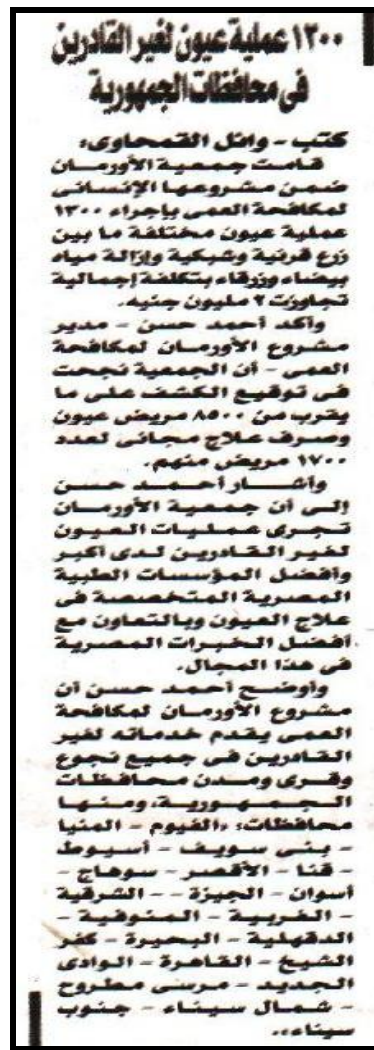 ١٣٠٠ عملية عيون لغير القادرين
فى محافظات الجمهورية
كتب - وائل القمحاوى:
قامت جمعية الأورمان
ضمن مشروعها الإنسانى
لمكافحة العمى بإجراء ١٣٠٠
عملية عيون مختلفة ما بين
زرع قرنية وشبكية وإزالة مياه
بيضاء وزرقاء بتكلفة إجمالية
تجاوزت ٢ مليون جنيه.
وأكد أحمد حسن - مدير
مشروع الأورمان لمكافحة
العمى - أن الجمعية نجحت
فى توقيع الكشف على ما
يقرب من ٨٥٠٠ مريض عيون
وصرف علاج مجانى لعدد
١٧٠٠ مريض منهم.
وأشار أحمد حسن
إلى أن جمعية الأورمان
تجرى عمليات العيون
لغير القادرين لدى أكبر
وأفضل المؤسسات الطبية
المصرية المتخصصة فى
علاج العيون وبالتعاون مع
أفضل الخبرات المصرية
فى هذا المجال.
وأوضح أحمد حسن أن
مشروع الأورمان لمكافحة
العمى يقدم خدماته لغير
القادرين فى جميع نجوع
وقرى ومدن محافظات
الجمهورية، ومنها
محافظات: «الفيوم - المنيا
- بنى سويف - أسيوط
- قنا - الأقصر - سوهاج -
أسوان - الجيزة - - الشرقية
- الغربية - المنوفية -
الدقهلية - البحيرة - كفر
الشيخ - القاهرة - الوادى
الجديد - مرسى مطروح
- شمال سيناء - جنوب
سيناء».